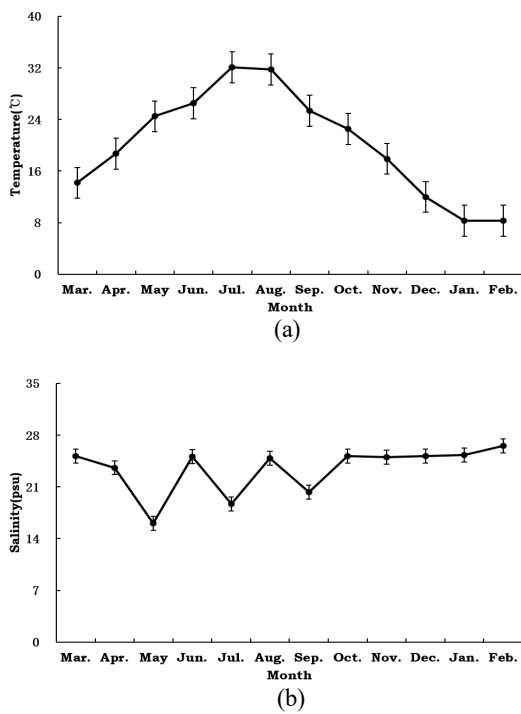 40
32
24
16
8
0
Temperature(℃)
Mar. Apr. May Jun. Jul. Aug. Sep. Oct. Nov. Dec. Jan. Feb.
Month
(a)
35
28
21
14
7
0
Salinity(psu)
Mar. Apr. May Jun. Jul. Aug. Sep. Oct. Nov. Dec. Jan. Feb.
Month
(b)